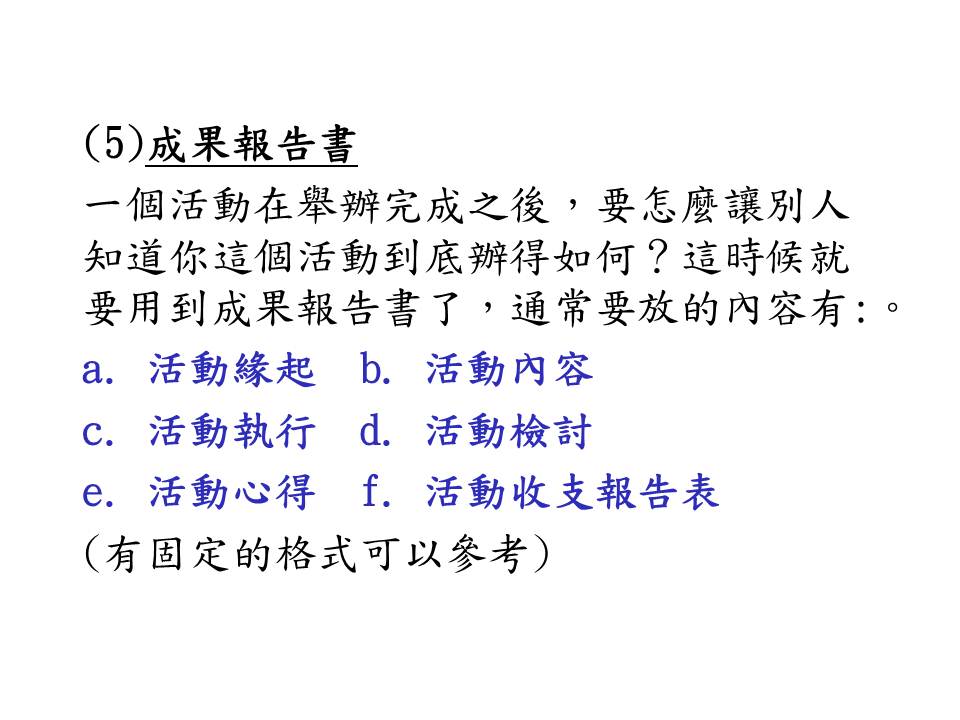 (5)成果報告書
一個活動在舉辦完成之後，要怎麼讓別人
知道你這個活動到底辦得如何？這時候就
要用到成果報告書了，通常要放的內容有:。
a. 活動緣起 b. 活動內容
c. 活動執行 d. 活動檢討
e. 活動心得 f. 活動收支報告表
(有固定的格式可以參考)